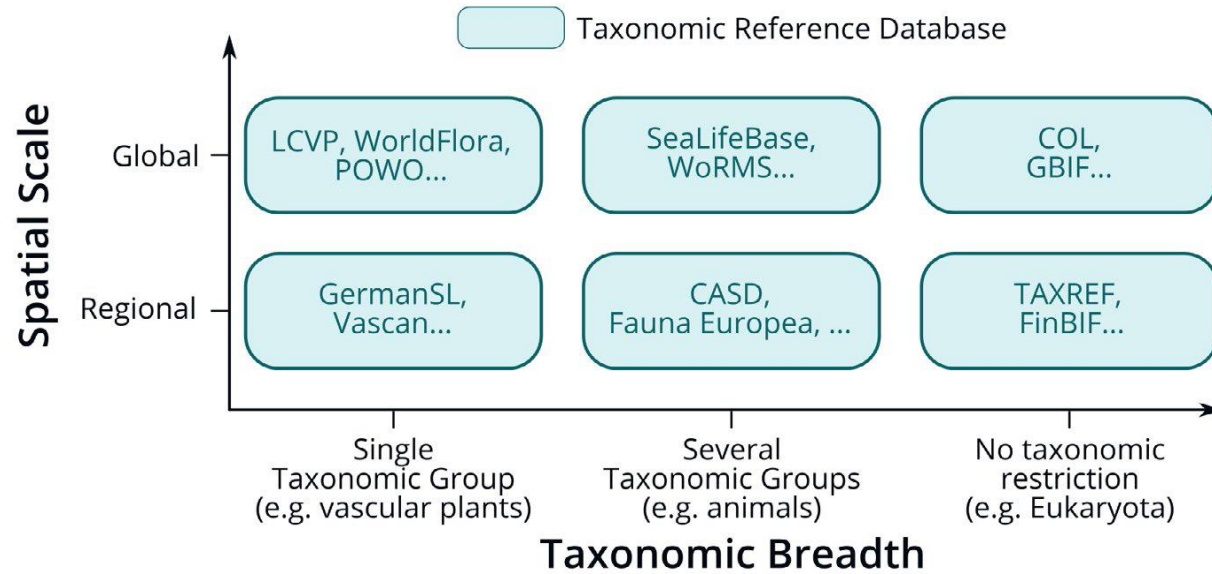 Taxonomic Reference Database
Spatial Scale
Global
LCVP, WorldFlora,
POWO...
SeaLifeBase,
WoRMS...
COL,
GBIF...
Regional
GermanSL,
Vascan...
CASD,
Fauna Europea, ...
TAXREF,
FinBIF...
Single
Taxonomic Group
(e.g. vascular plants)
Several
Taxonomic Groups
(e.g. animals)
No taxonomic
restriction
(e.g. Eukaryota)
Taxonomic Breadth